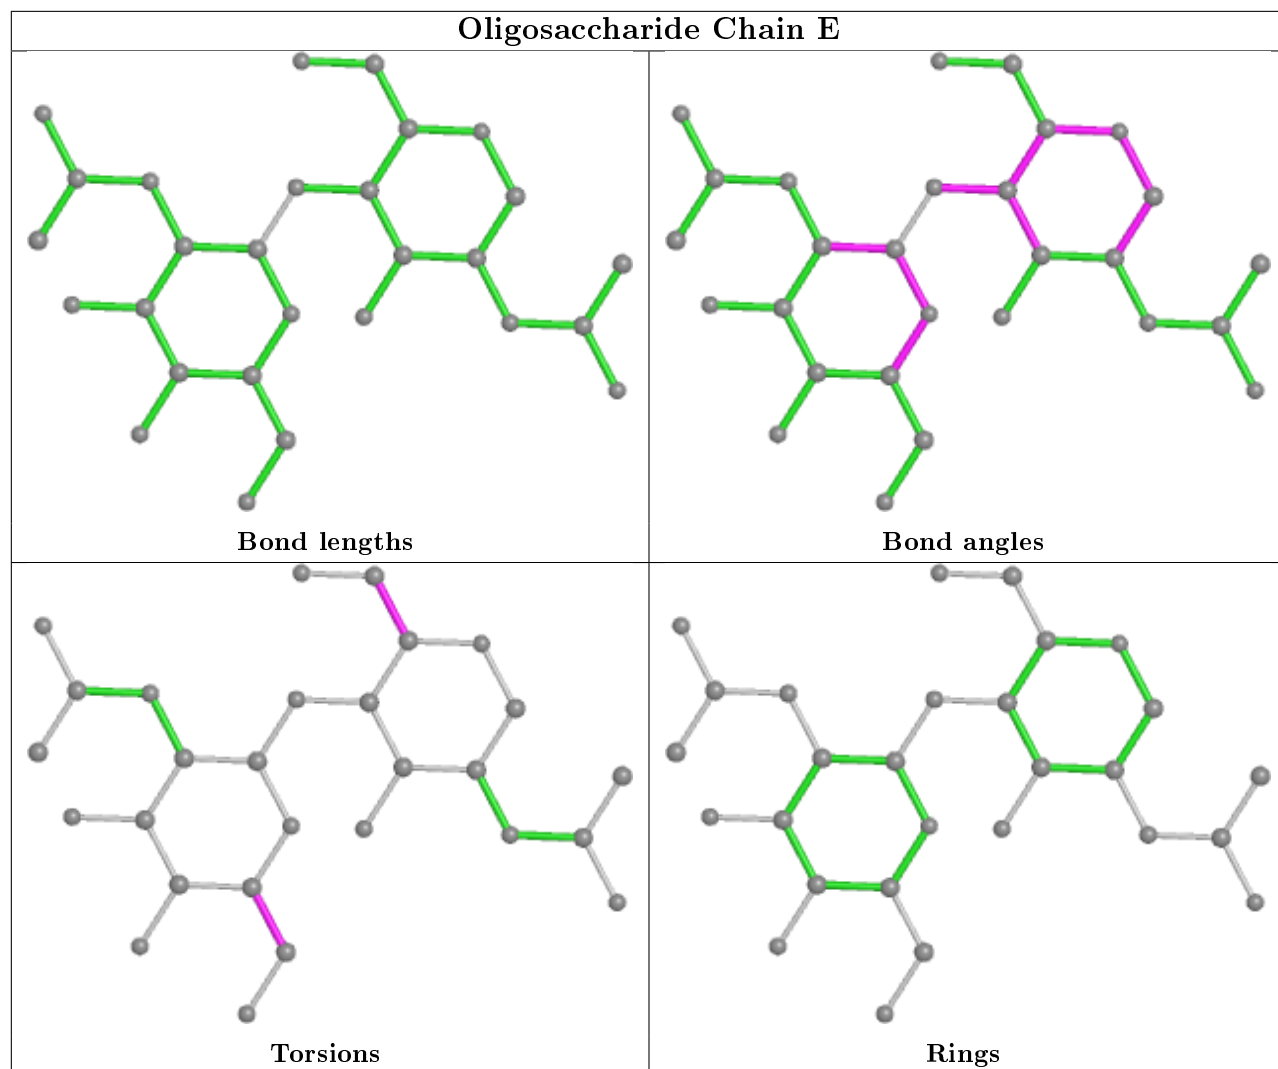 Oligosaccharide Chain E
Bond lengths
Bond angles
Torsions
Rings